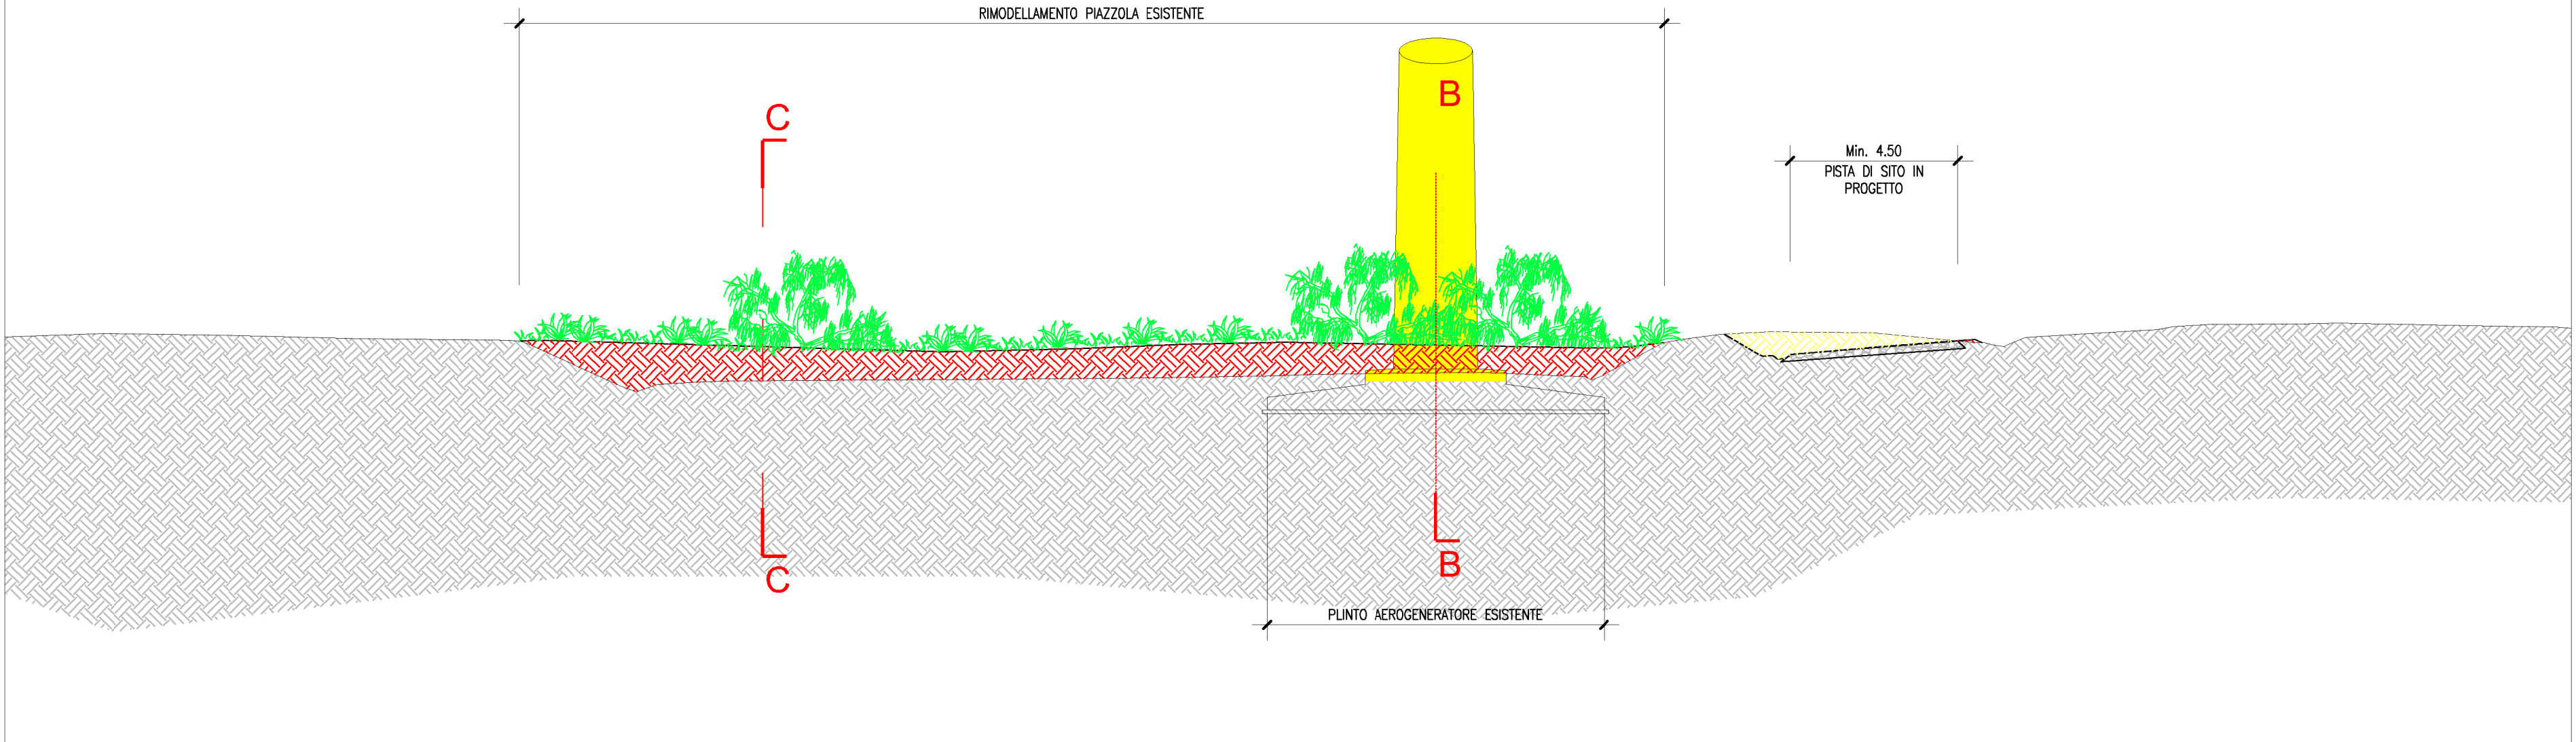 RIMODELLAMENTO PIAZZOLA ESISTENTE
B
C
Min. 4.50
PISTA DI SITO IN
PROGETTO
B
C
PLINTO AEROGENERATORE ESISTENTE